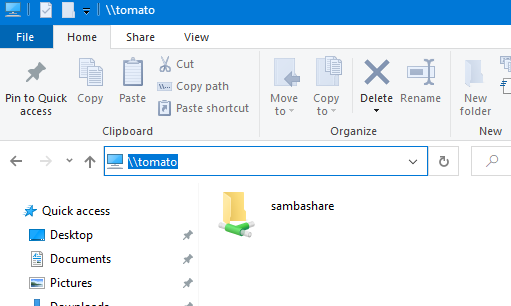 \\tomato
File Home Share View
Pin to Quick access
Copy
Paste
Cut
Copy path
Paste shortcut
Clipboard
Move to
Copy to
Delete
Rename
Organize
New folder
New
\\tomato
Quick access
Desktop
Documents
Pictures
Downloads
sambashare